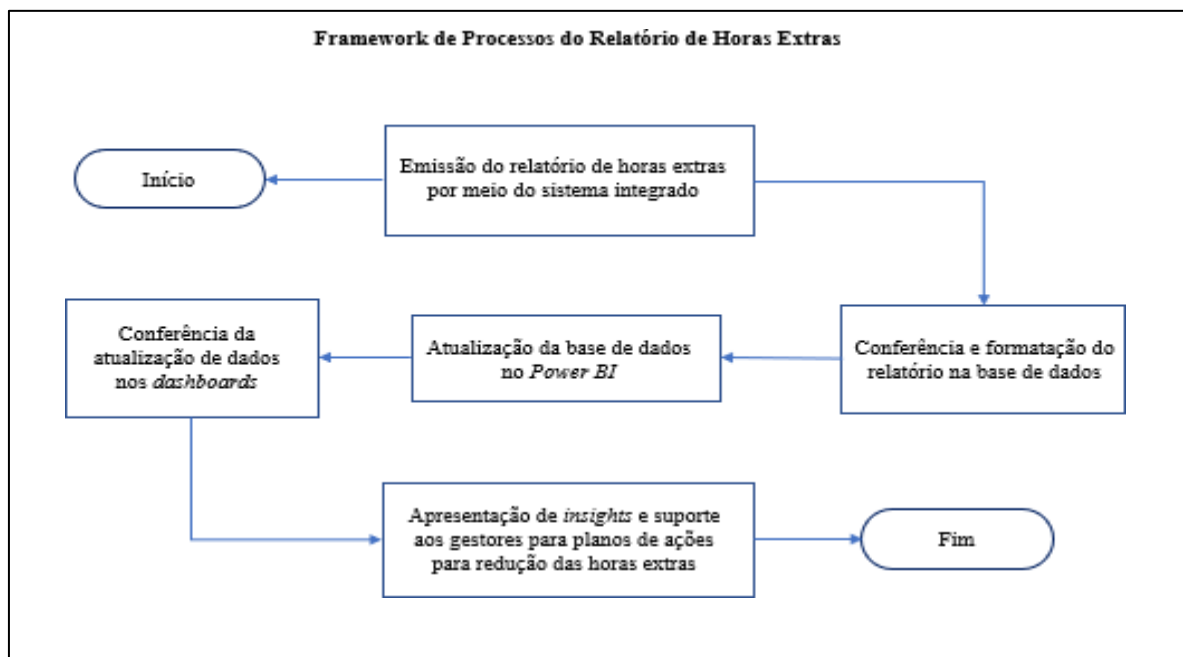 Framework de Processos do Relatório de Horas Extras
Início
Emissão do relatório de horas extras
por meio do sistema integrado
Conferência e formatação do
relatório na base de dados
Atualização da base de dados
no Power BI
Conferência da
atualização de dados
nos dashboards
Apresentação de insights e suporte
aos gestores para planos de ações
para redução das horas extras
Fim